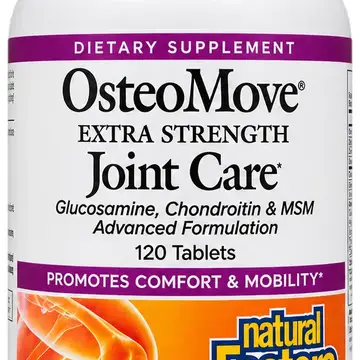 DIETARY SUPPLEMENT
OsteoMove®
EXTRA STRENGTH
Joint Care*
Glucosamine, Chondroitin & MSM
Advanced Formulation
120 Tablets
PROMOTES COMFORT & MOBILITY*
natural